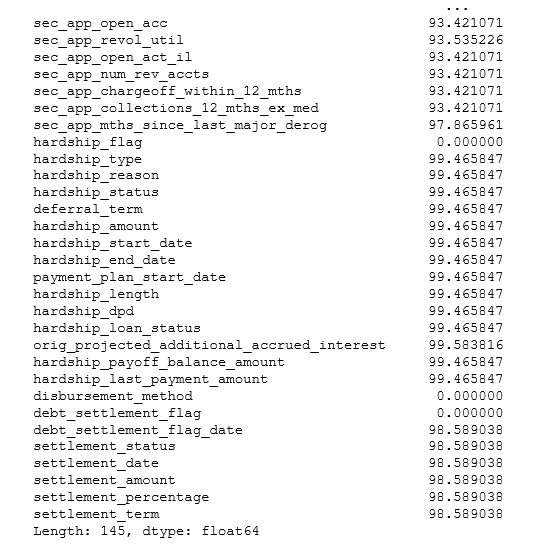 ...
sec_app_open_acc 93.421071
sec_app_revol_util 93.535226
sec_app_open_act_il 93.421071
sec_app_num_rev_accts 93.421071
sec_app_chargeoff_within_12_mths 93.421071
sec_app_collections_12_mths_ex_med 93.421071
sec_app_mths_since_last_major_derog 97.865961
hardship_flag 0.000000
hardship_type 99.465847
hardship_reason 99.465847
hardship_status 99.465847
deferral_term 99.465847
hardship_amount 99.465847
hardship_start_date 99.465847
hardship_end_date 99.465847
payment_plan_start_date 99.465847
hardship_length 99.465847
hardship_dpd 99.465847
hardship_loan_status 99.465847
orig_projected_additional_accrued_interest 99.583816
hardship_payoff_balance_amount 99.465847
hardship_last_payment_amount 99.465847
disbursement_method 0.000000
debt_settlement_flag 0.000000
debt_settlement_flag_date 98.589038
settlement_status 98.589038
settlement_date 98.589038
settlement_amount 98.589038
settlement_percentage 98.589038
settlement_term 98.589038
Length: 145, dtype: float64